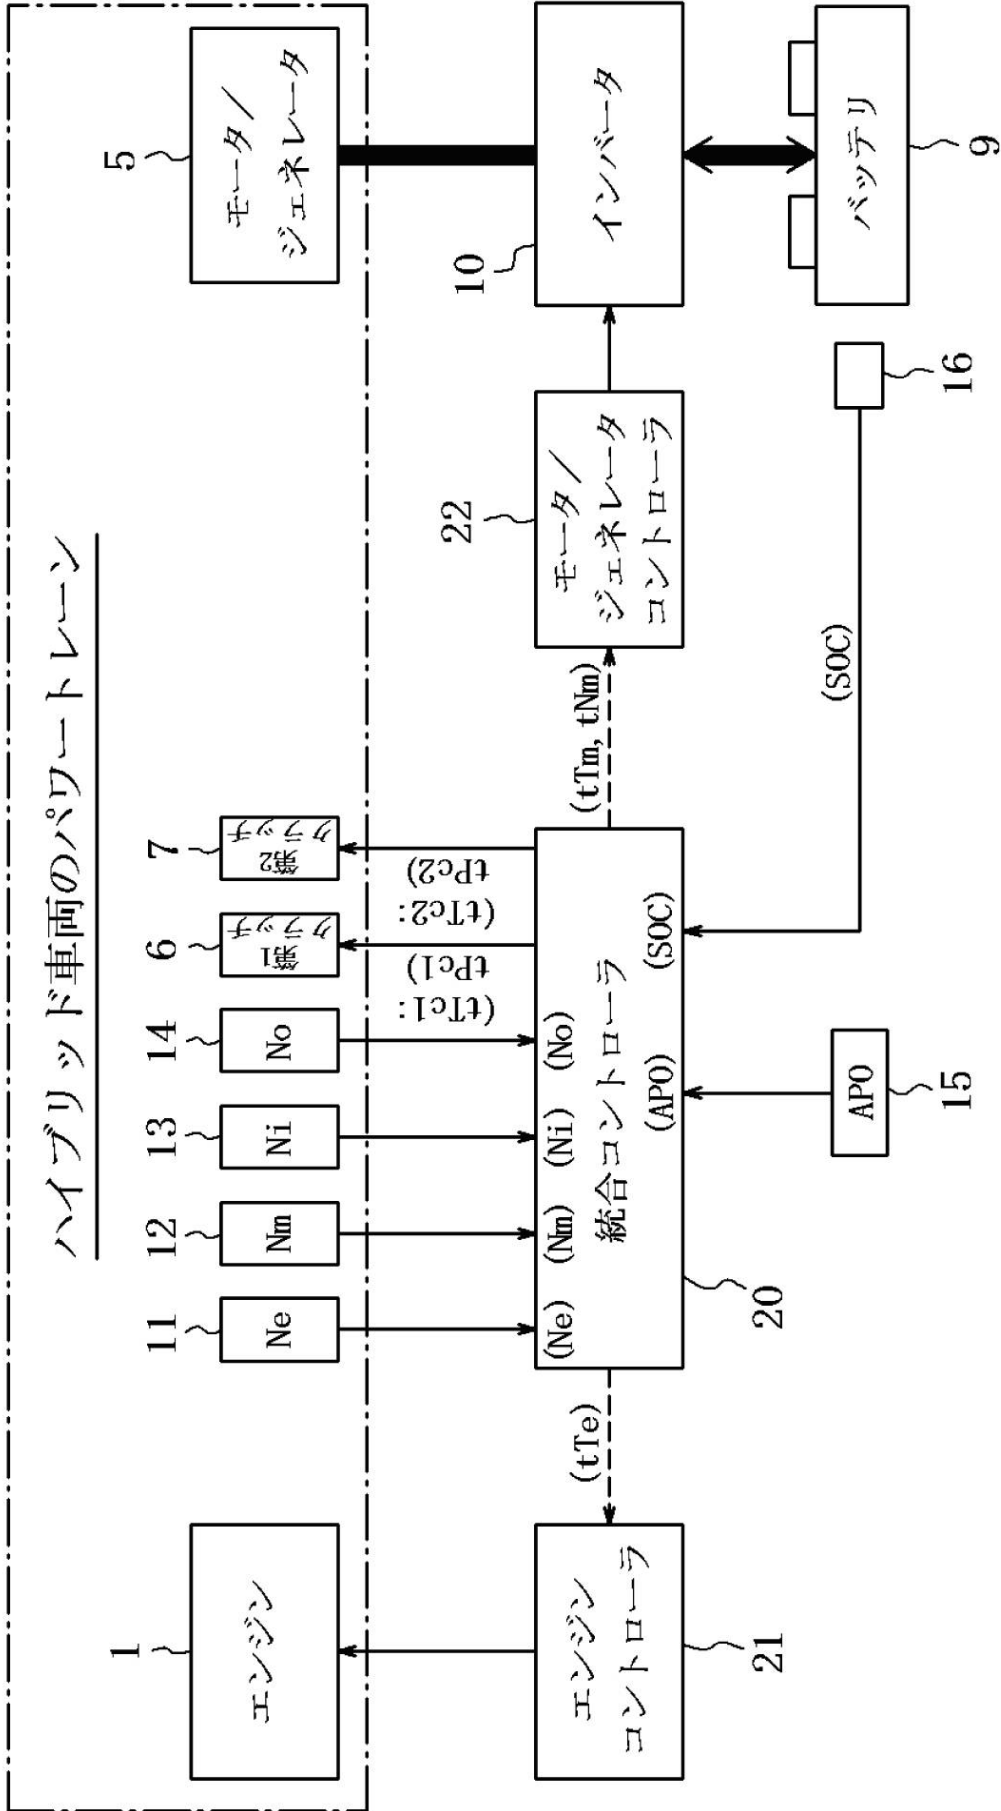 ハイブリッド車両のパワートレーン
1
エンジン
11
Ne
12
Nm
13
Ni
14
No
6
第1
クラッチ
7
第2
クラッチ
5
モータ/
ジェネレータ
(tTc1:
tPc1)
(tTc2:
tPc2)
21
エンジン
コントローラ
(tTe)
(Ne)
(Nm)
(Ni)
(No)
統合コントローラ
(APO)
(SOC)
20
(tTm, tNm)
22
モータ/
ジェネレータ
コントローラ
10
インバータ
APO
15
(SOC)
16
バッテリ
9